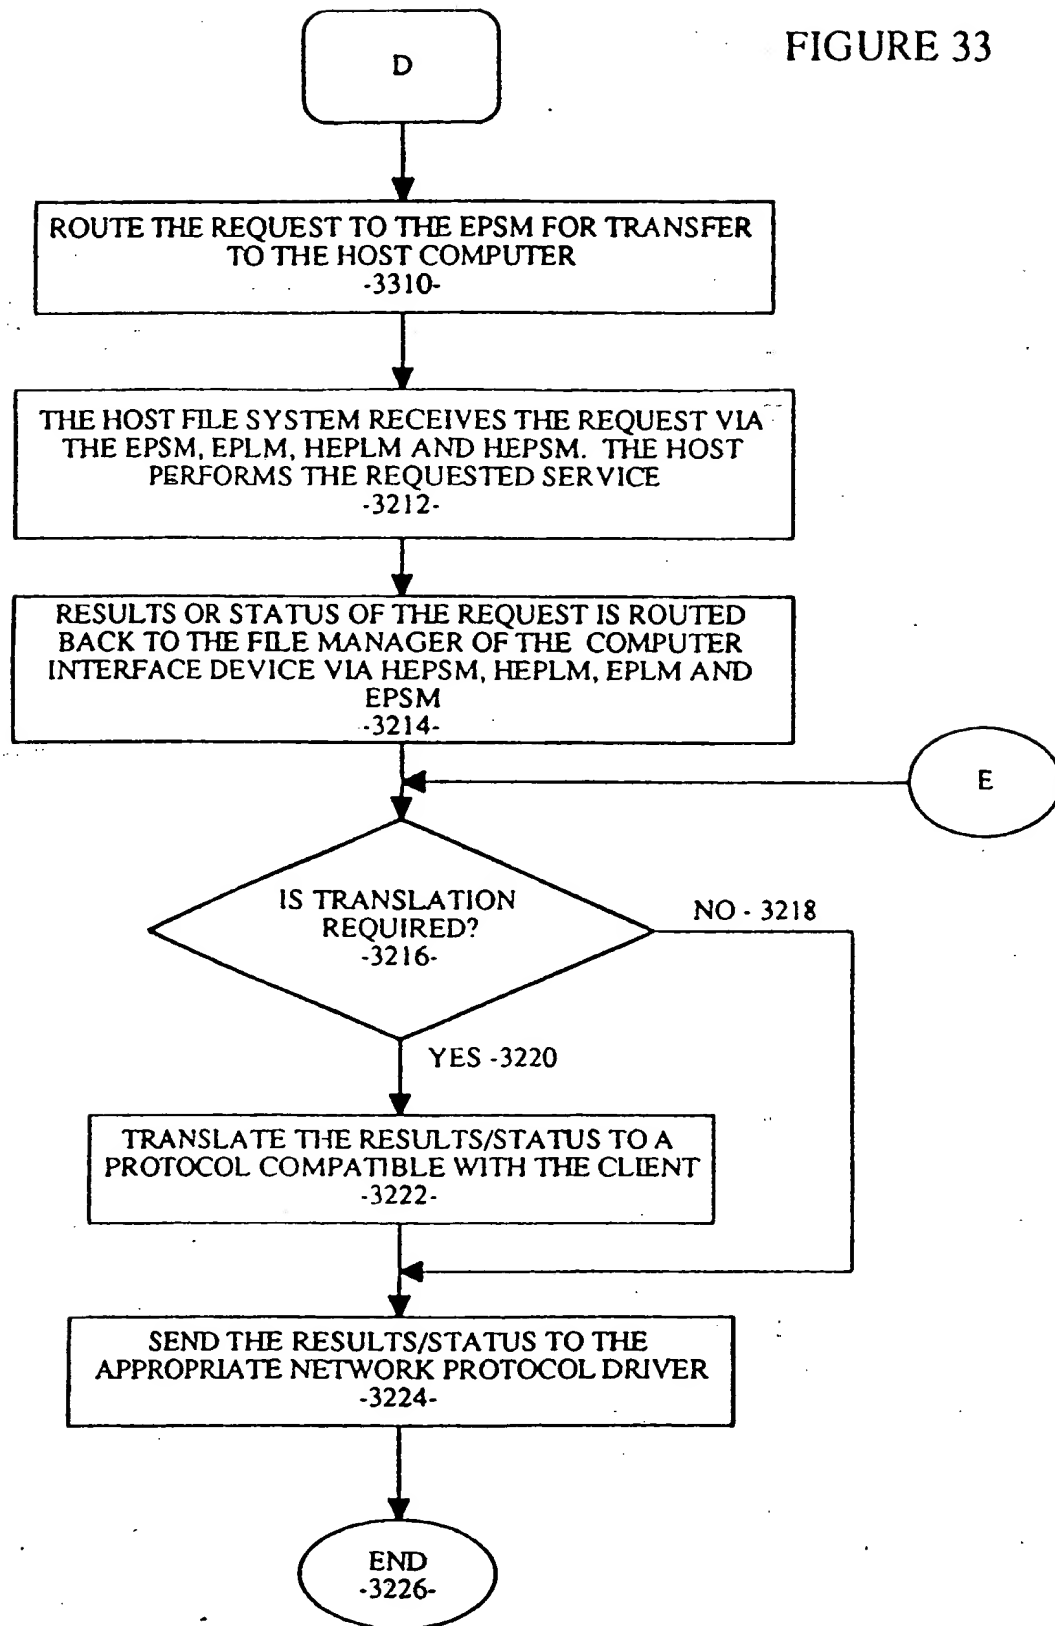 FIGURE 33
D
ROUTE THE REQUEST TO THE EPSM FOR TRANSFER
TO THE HOST COMPUTER
-3310-
THE HOST FILE SYSTEM RECEIVES THE REQUEST VIA
THE EPSM, EPLM, HEPLM AND HEPSM. THE HOST
PERFORMS THE REQUESTED SERVICE
-3212-
RESULTS OR STATUS OF THE REQUEST IS ROUTED
BACK TO THE FILE MANAGER OF THE COMPUTER
INTERFACE DEVICE VIA HEPSM, HEPLM, EPLM AND
EPSM
-3214-
E
IS TRANSLATION
REQUIRED?
-3216-
NO - 3218
YES -3220
TRANSLATE THE RESULTS/STATUS TO A
PROTOCOL COMPATIBLE WITH THE CLIENT
-3222-
SEND THE RESULTS/STATUS TO THE
APPROPRIATE NETWORK PROTOCOL DRIVER
-3224-
END
-3226-